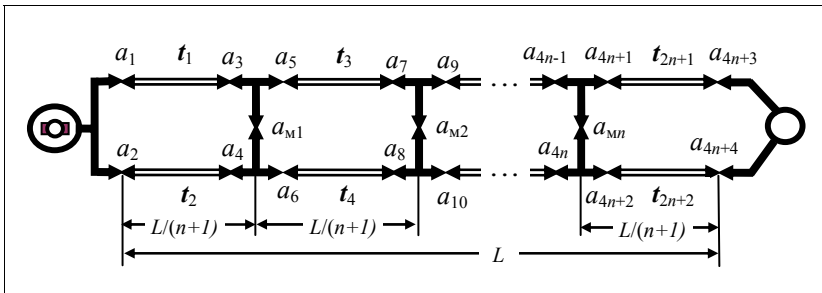 a₁ t₁ a₃ a₅ t₃ a₇ a₉ a₄ₙ₋₁ a₄ₙ₊₁ t₂ₙ₊₁ a₄ₙ₊₃
... 
aм1 aм2 aмn
a₂ a₄ a₈ a₄ₙ a₄ₙ₊₄
...
t₂ a₆ t₄ a₁₀ a₄ₙ₊₂ t₂ₙ₊₂
L/(n+1) L/(n+1) L/(n+1)
L